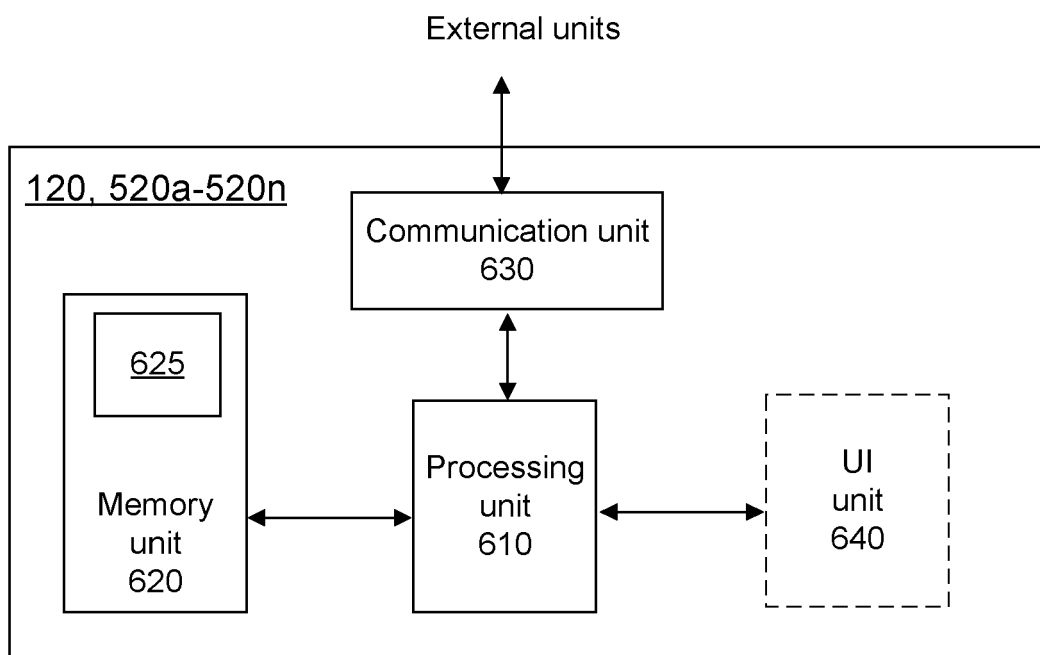 External units
120, 520a-520n
Communication unit
630
625
Memory
unit
620
Processing
unit
610
UI
unit
640